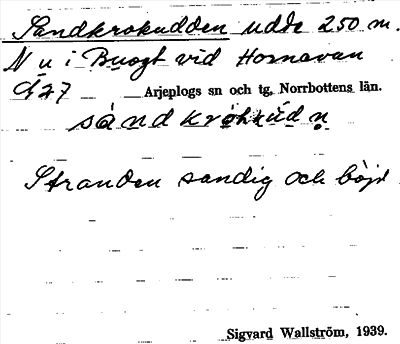 Sandkrokudden udde 250 m.
N u i Buogt vid Hornavan
Arjeplogs sn och tg, Norrbottens län.
Stranden sandig och böjd
Sigvard Wallström, 1939.